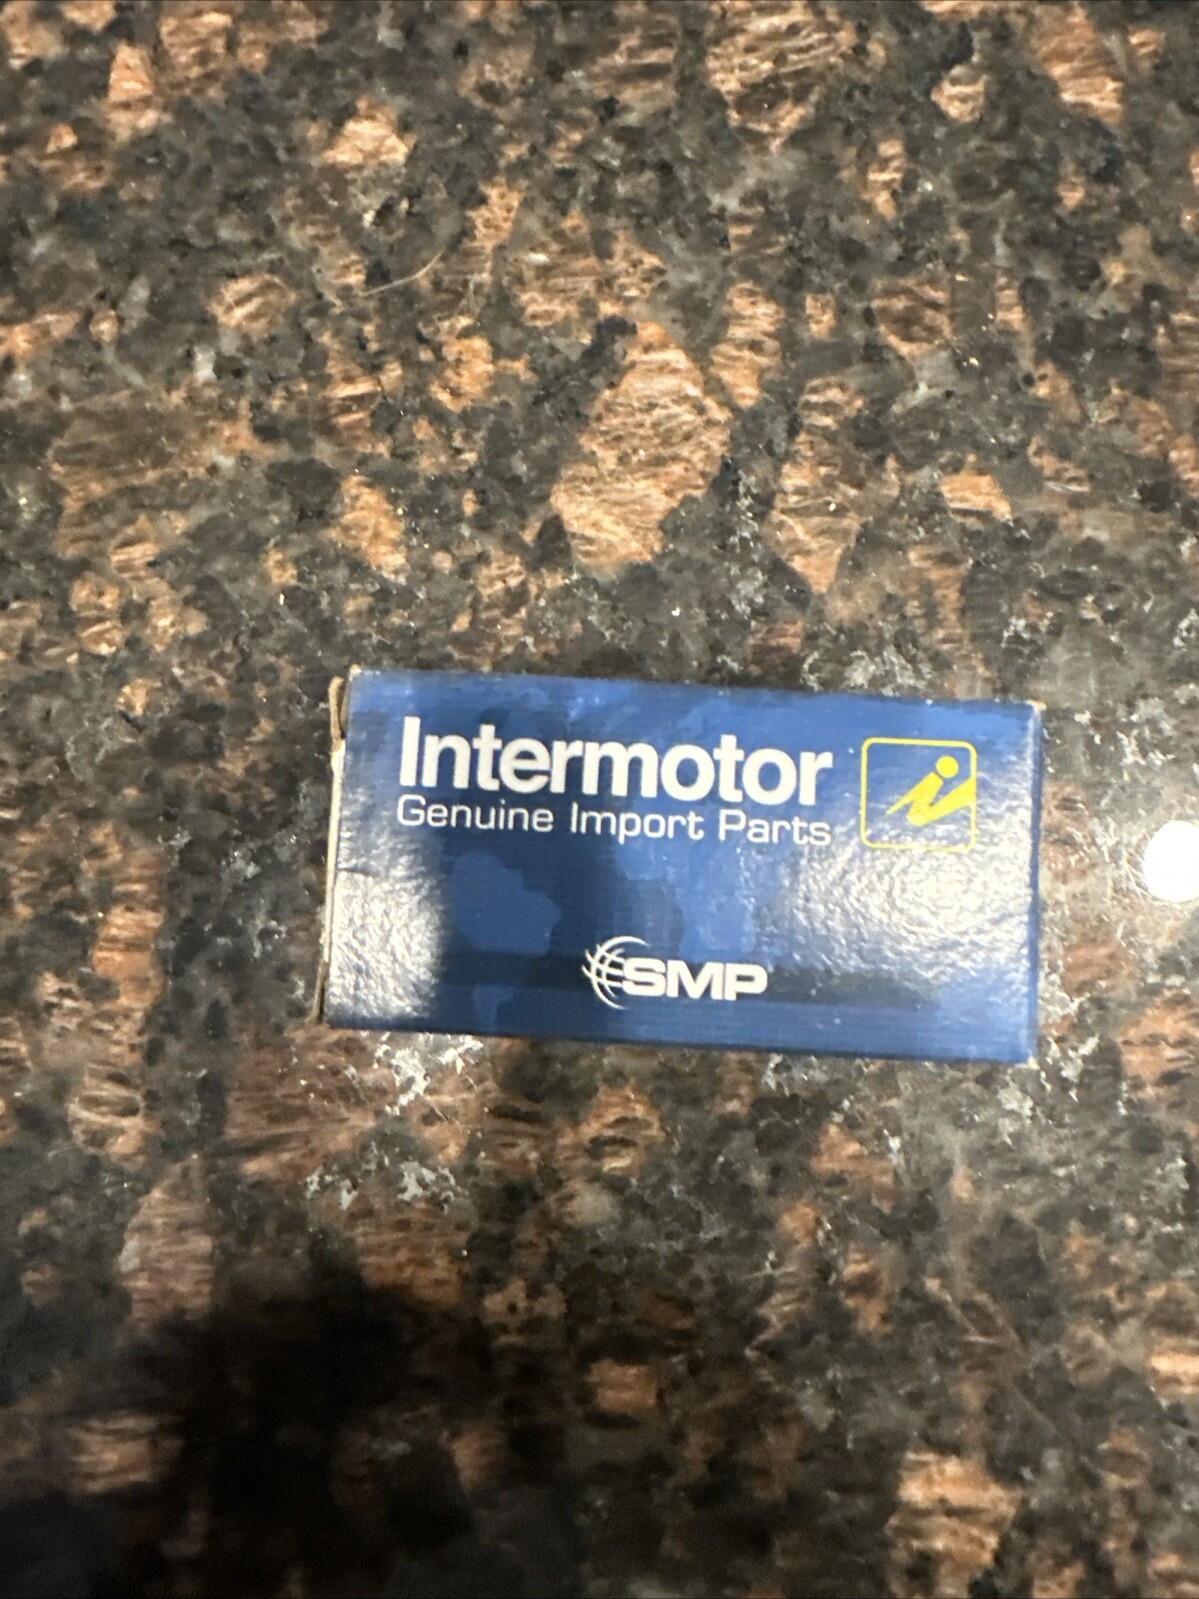 Intermotor
Genuine Import Parts
SMP